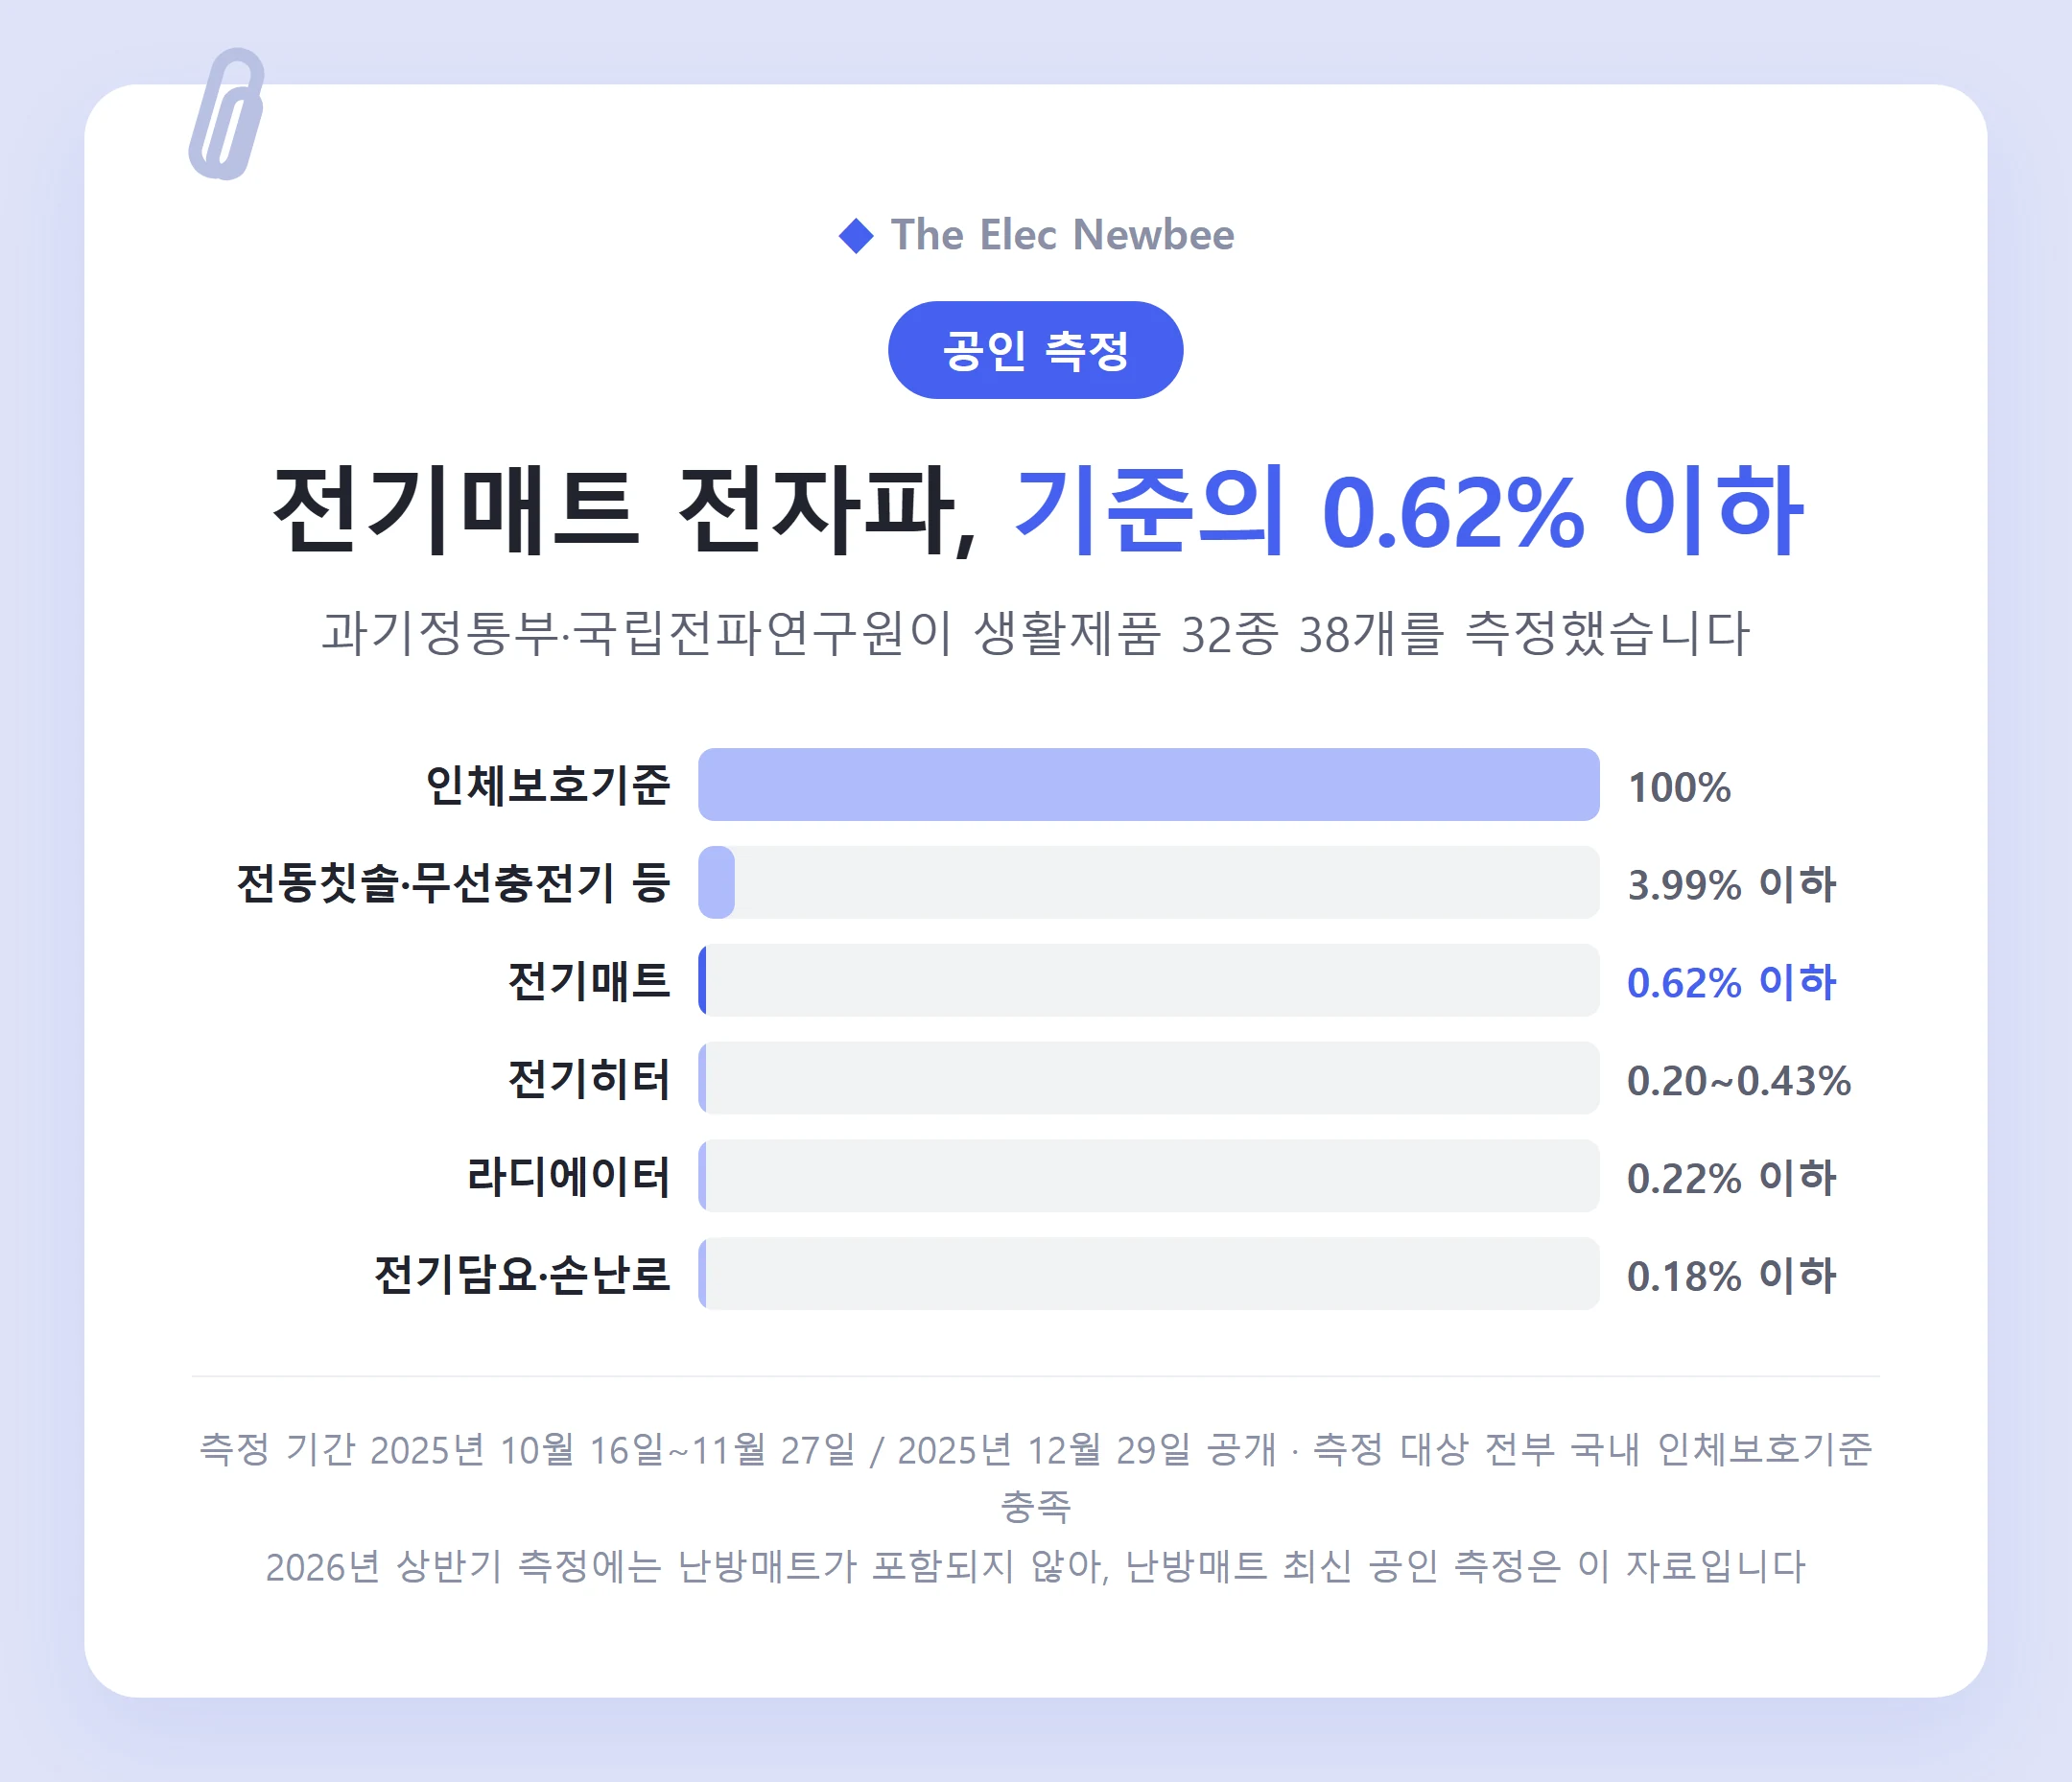 The Elec Newbee
공인 측정
전기매트 전자파, 기준의 0.62% 이하
과기정통부·국립전파연구원이 생활제품 32종 38개를 측정했습니다
인체보호기준 100%
전동칫솔·무선충전기 등 3.99% 이하
전기매트 0.62% 이하
전기히터 0.20~0.43%
라디에이터 0.22% 이하
전기담요·손난로 0.18% 이하
측정 기간 2025년 10월 16일~11월 27일 / 2025년 12월 29일 공개 · 측정 대상 전부 국내 인체보호기준
충족
2026년 상반기 측정에는 난방매트가 포함되지 않아, 난방매트 최신 공인 측정은 이 자료입니다